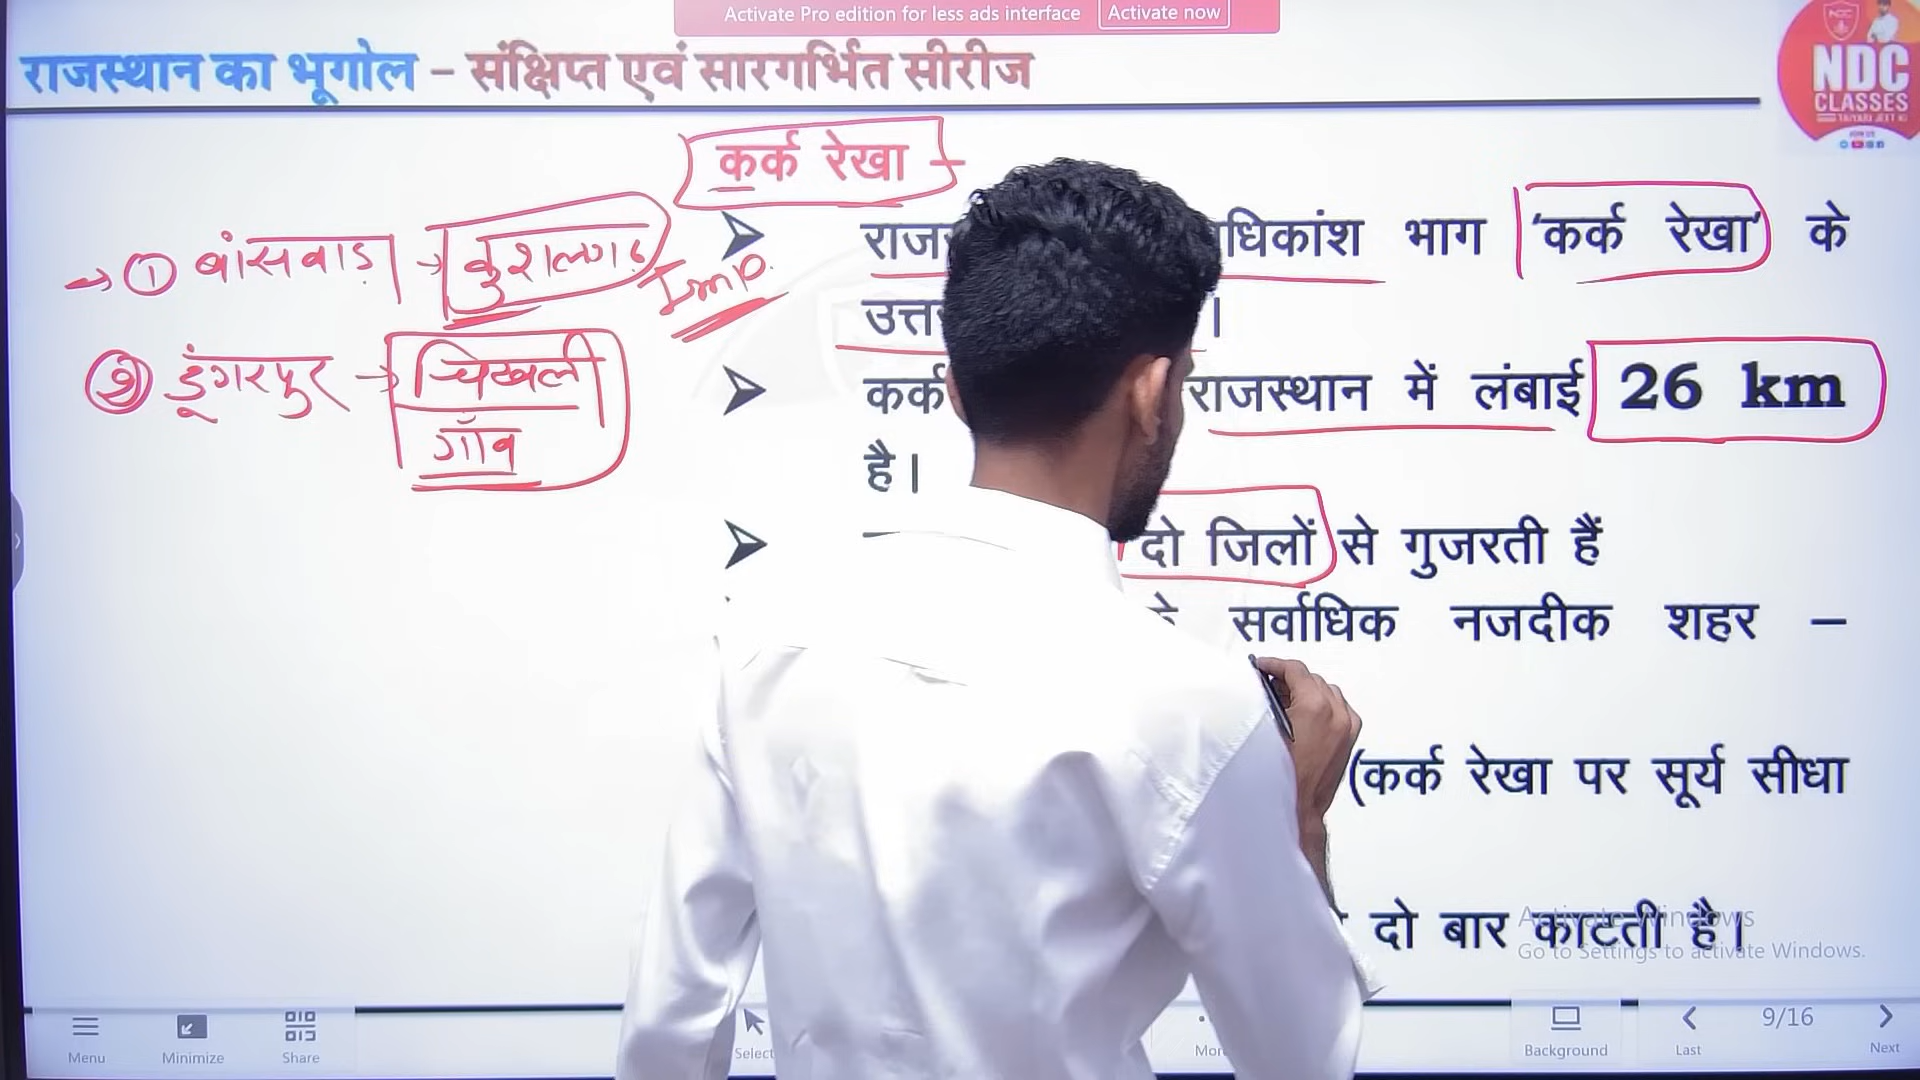 Activate Pro edition for less ads interface Activate now
राजस्थान का भूगोल – संक्षिप्त एवं सारगर्भित सीरीज
NDC
CLASSES
कर्क रेखा –
धिकांश भाग 'कर्क रेखा' के
उत्त ।
कर्क राजस्थान में लंबाई 26 km
है।
दो जिलों से गुजरती हैं
सर्वाधिक नजदीक शहर –
(कर्क रेखा पर सूर्य सीधा
दो बार काटती है।
→ ① बांसवाड़ा → कुशलगढ़
Imp.
② डूंगरपुर → चिखली
गाँव
Activate Windows
Go to Settings to activate Windows.
Menu Minimize Share Select Background Last 9/16 Next